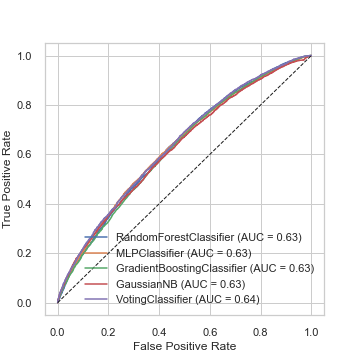 1.0
0.8
0.6
0.4
0.2
0.0
True Positive Rate
RandomForestClassifier (AUC = 0.63)
MLPClassifier (AUC = 0.63)
GradientBoostingClassifier (AUC = 0.63)
GaussianNB (AUC = 0.63)
VotingClassifier (AUC = 0.64)
0.0 0.2 0.4 0.6 0.8 1.0
False Positive Rate